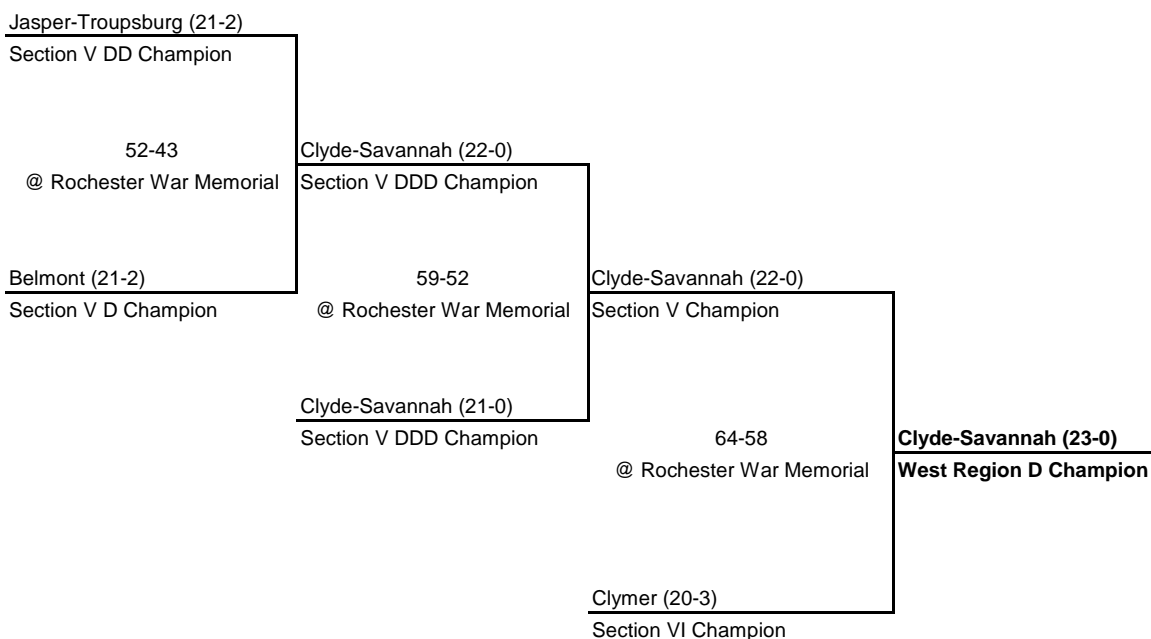 Jasper-Troupsburg (21-2)
Section V DD Champion
52-43
@ Rochester War Memorial
Clyde-Savannah (22-0)
Section V DDD Champion
Belmont (21-2)
Section V D Champion
59-52
@ Rochester War Memorial
Clyde-Savannah (22-0)
Section V Champion
Clyde-Savannah (21-0)
Section V DDD Champion
64-58
@ Rochester War Memorial
Clyde-Savannah (23-0)
West Region D Champion
Clymer (20-3)
Section VI Champion